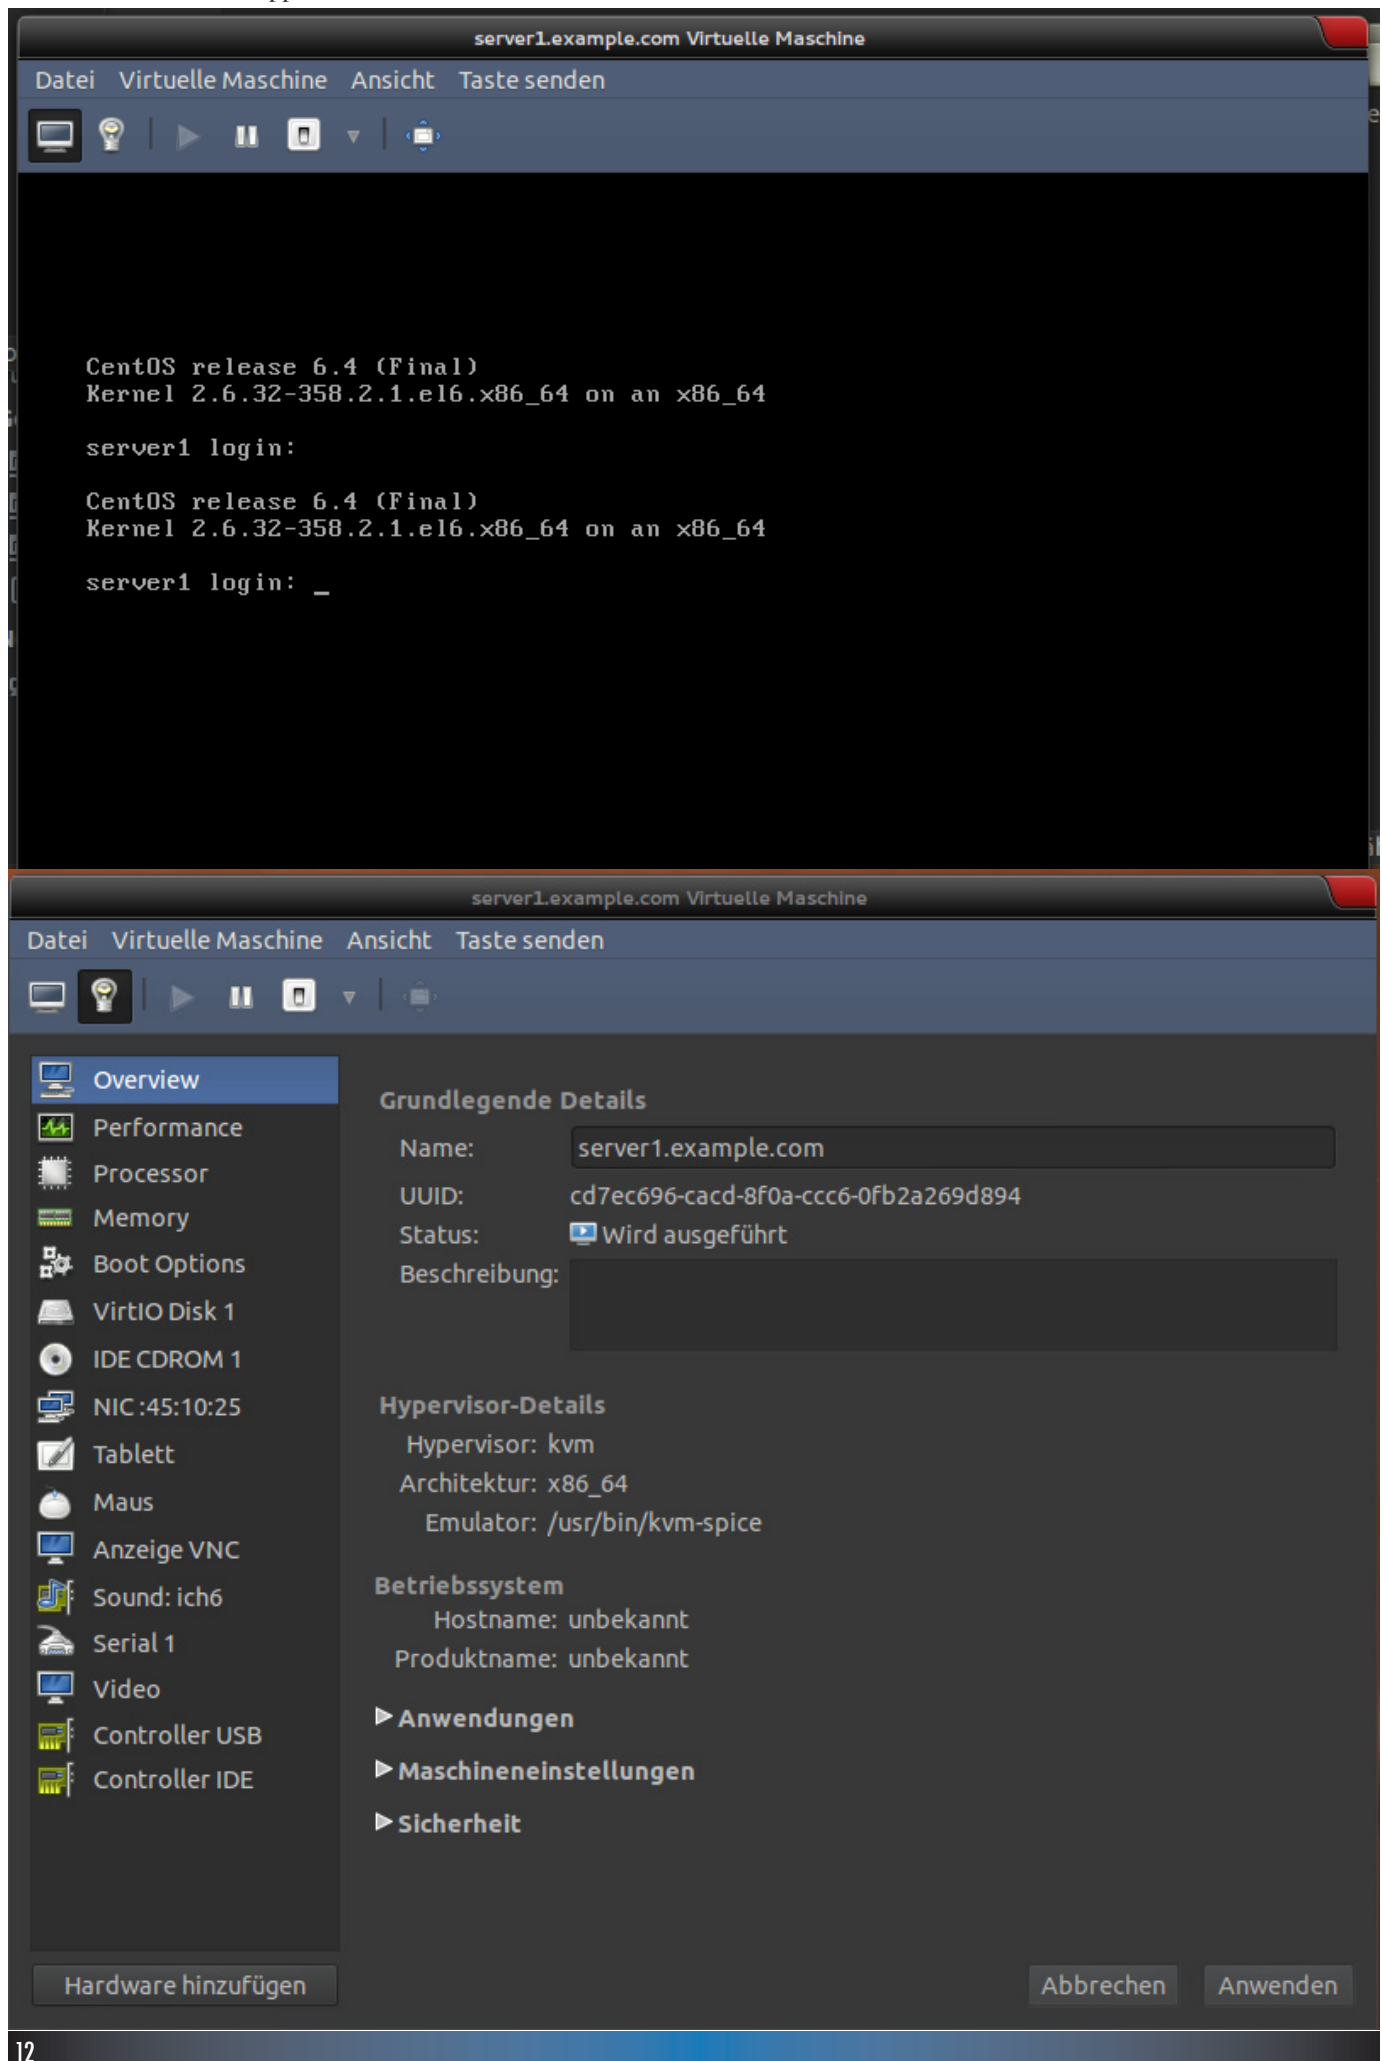 server1.example.com Virtuelle Maschine
Datei Virtuelle Maschine Ansicht Taste senden
CentOS release 6.4 (Final)
Kernel 2.6.32-358.2.1.el6.x86_64 on an x86_64
server1 login:
CentOS release 6.4 (Final)
Kernel 2.6.32-358.2.1.el6.x86_64 on an x86_64
server1 login: _
server1.example.com Virtuelle Maschine
Datei Virtuelle Maschine Ansicht Taste senden
Overview
Performance
Processor
Memory
Boot Options
VirtIO Disk 1
IDE CDROM 1
NIC :45:10:25
Tablett
Maus
Anzeige VNC
Sound: ich6
Serial 1
Video
Controller USB
Controller IDE
Hardware hinzufügen
Grundlegende Details
Name: server1.example.com
UUID: cd7ec696-cacd-8f0a-ccc6-0fb2a269d894
Status: Wird ausgeführt
Beschreibung:
Hypervisor-Details
Hypervisor: kvm
Architektur: x86_64
Emulator: /usr/bin/kvm-spice
Betriebssystem
Hostname: unbekannt
Produktname: unbekannt
Anwendungen
Maschineneinstellungen
Sicherheit
Abbrechen Anwenden
12